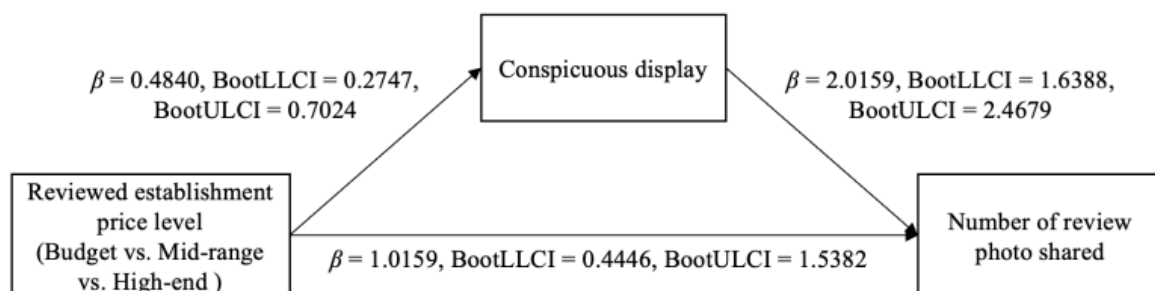 Conspicuous display
β = 0.4840, BootLLCI = 0.2747,
BootULCI = 0.7024
β = 2.0159, BootLLCI = 1.6388,
BootULCI = 2.4679
Reviewed establishment
price level
(Budget vs. Mid-range
vs. High-end )
β = 1.0159, BootLLCI = 0.4446, BootULCI = 1.5382
Number of review
photo shared